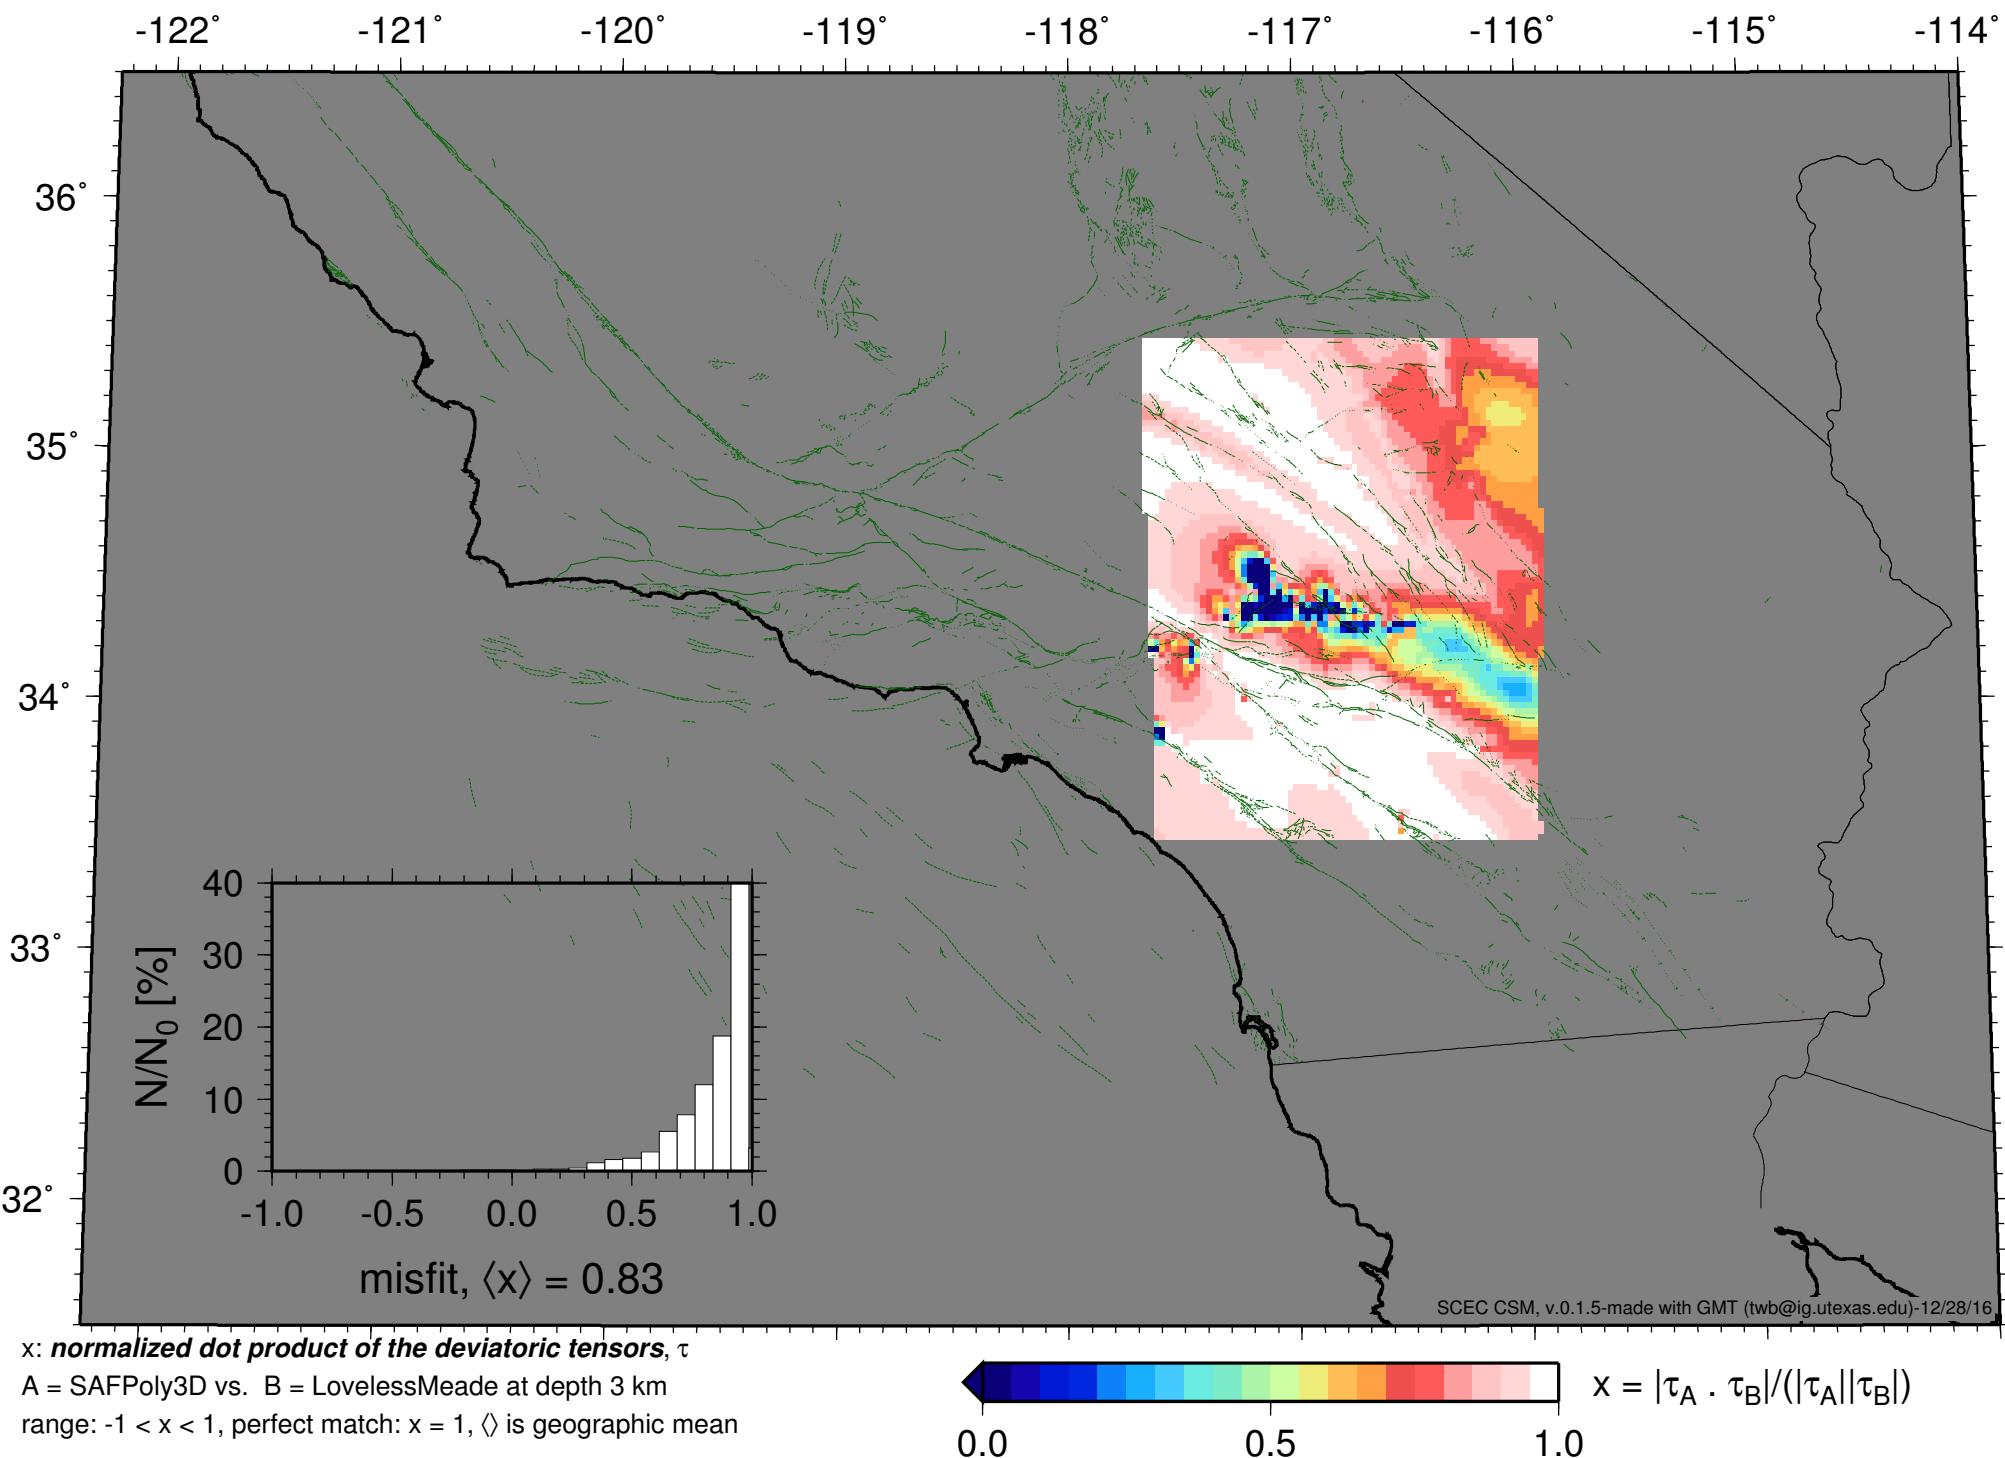 -122˚ -121˚ -120˚ -119˚ -118˚ -117˚ -116˚ -115˚ -114˚
36˚
35˚
34˚
33˚
32˚
40
30
20
10
0
N/N0 [%]
-1.0 -0.5 0.0 0.5 1.0
misfit, ⟨x⟩ = 0.83
SCEC CSM, v.0.1.5-made with GMT (twb@ig.utexas.edu)-12/28/16
x: normalized dot product of the deviatoric tensors, τ
A = SAFPoly3D vs. B = LovelessMeade at depth 3 km
range: -1 < x < 1, perfect match: x = 1, ⟨⟩ is geographic mean
x = |τA . τB|/(|τA||τB|)
0.0 0.5 1.0